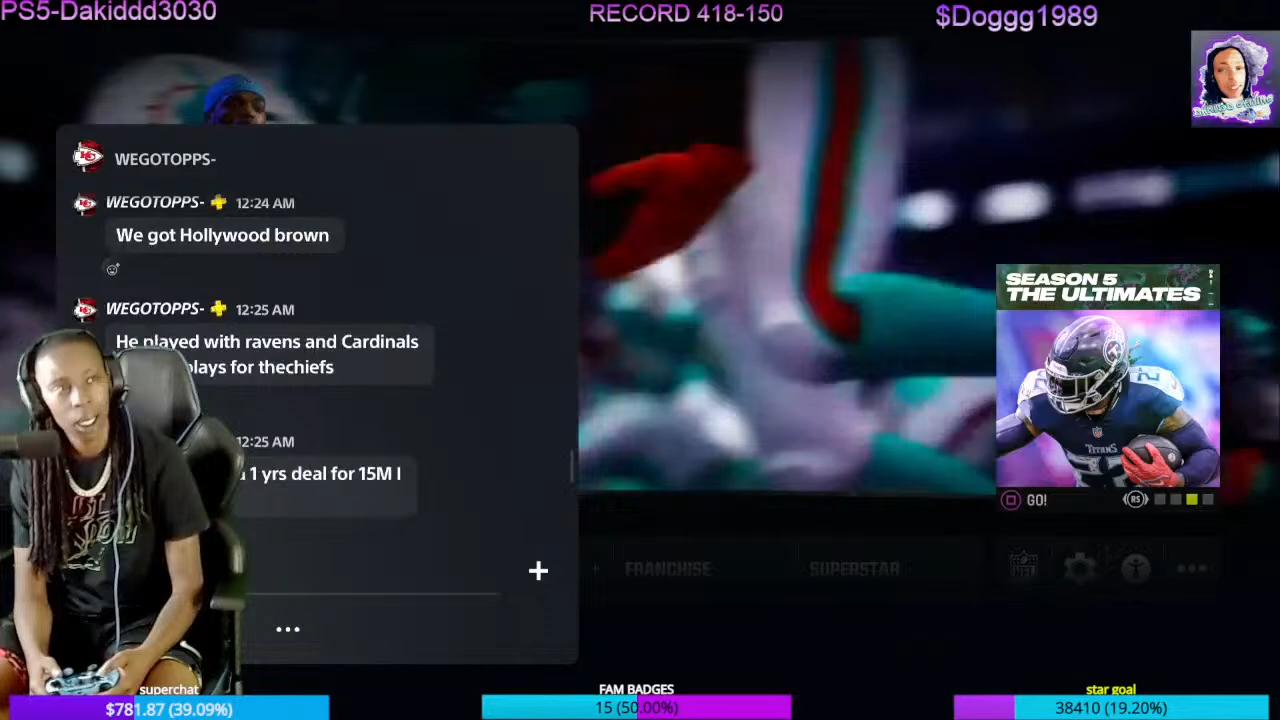 PS5-Dakiddd3030
RECORD 418-150
$Doggg1989
WEGOTOPPS-
WEGOTOPPS- 12:24 AM
We got Hollywood brown
WEGOTOPPS- 12:25 AM
He played with ravens and Cardinals
plays for thechiefs
12:25 AM
1 yrs deal for 15M I
SEASON 5
THE ULTIMATES
TITANS
GO!
RS
FRANCHISE
SUPERSTAR
NFL
superchat
$781.87 (39.09%)
FAM BADGES
15 (50.00%)
star goal
38410 (19.20%)